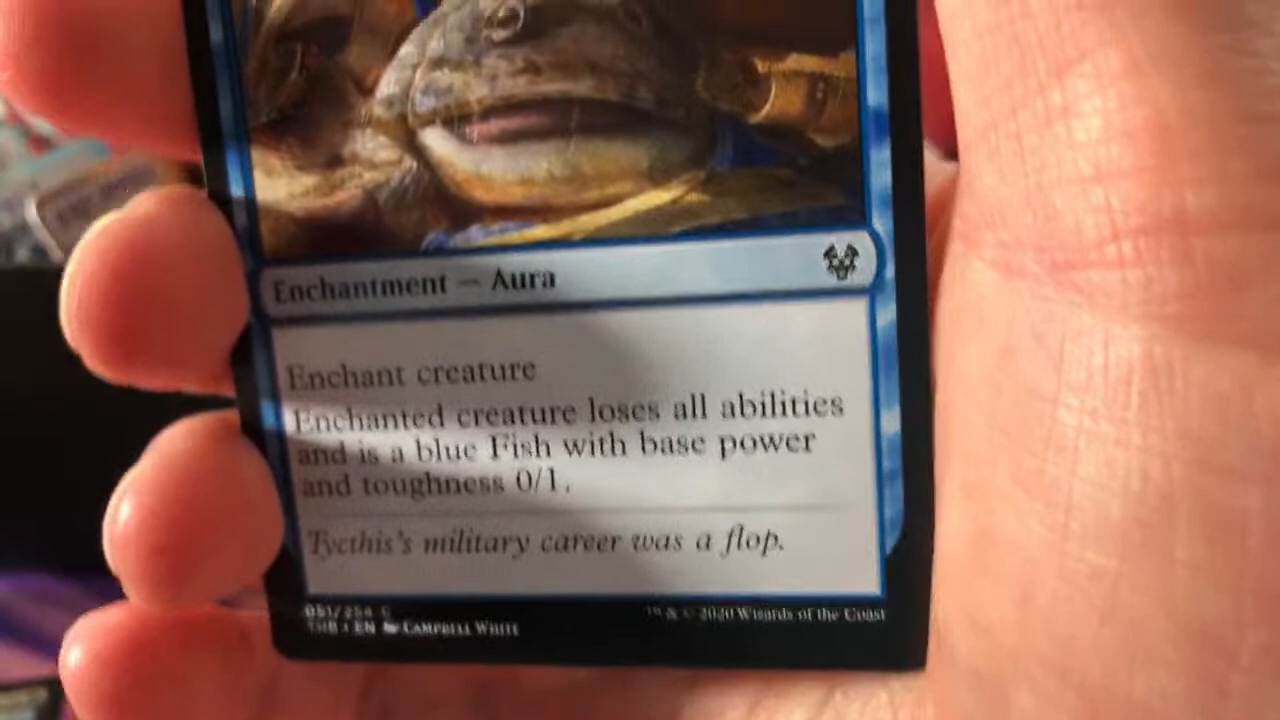 Enchantment — Aura
Enchant creature
Enchanted creature loses all abilities
and is a blue Fish with base power
and toughness 0/1.
Tycthis's military career was a flop.
051/254 C
™ & © 2020 Wizards of the Coast
THB • EN CAMPBELL WHITE